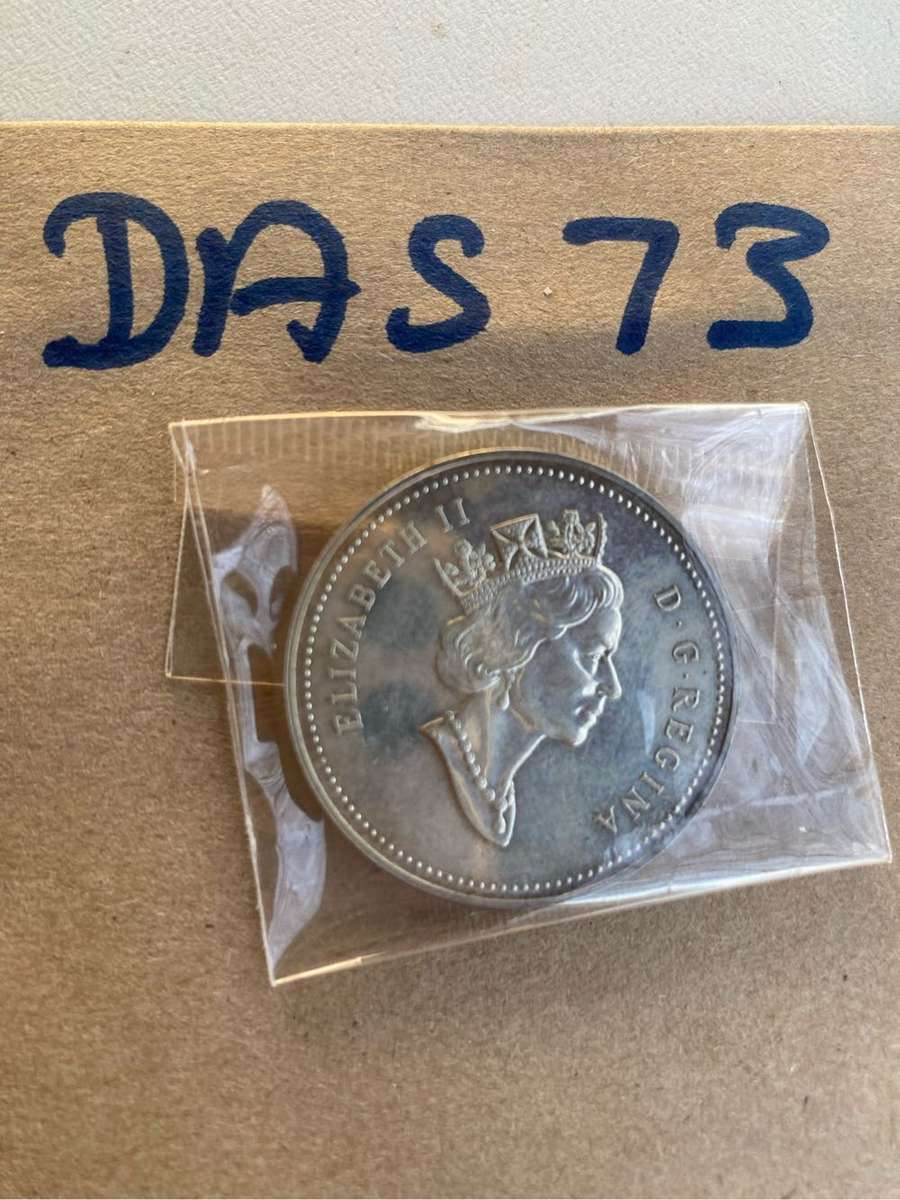 DAS 73
ELIZABETH II
D·G·REGINA